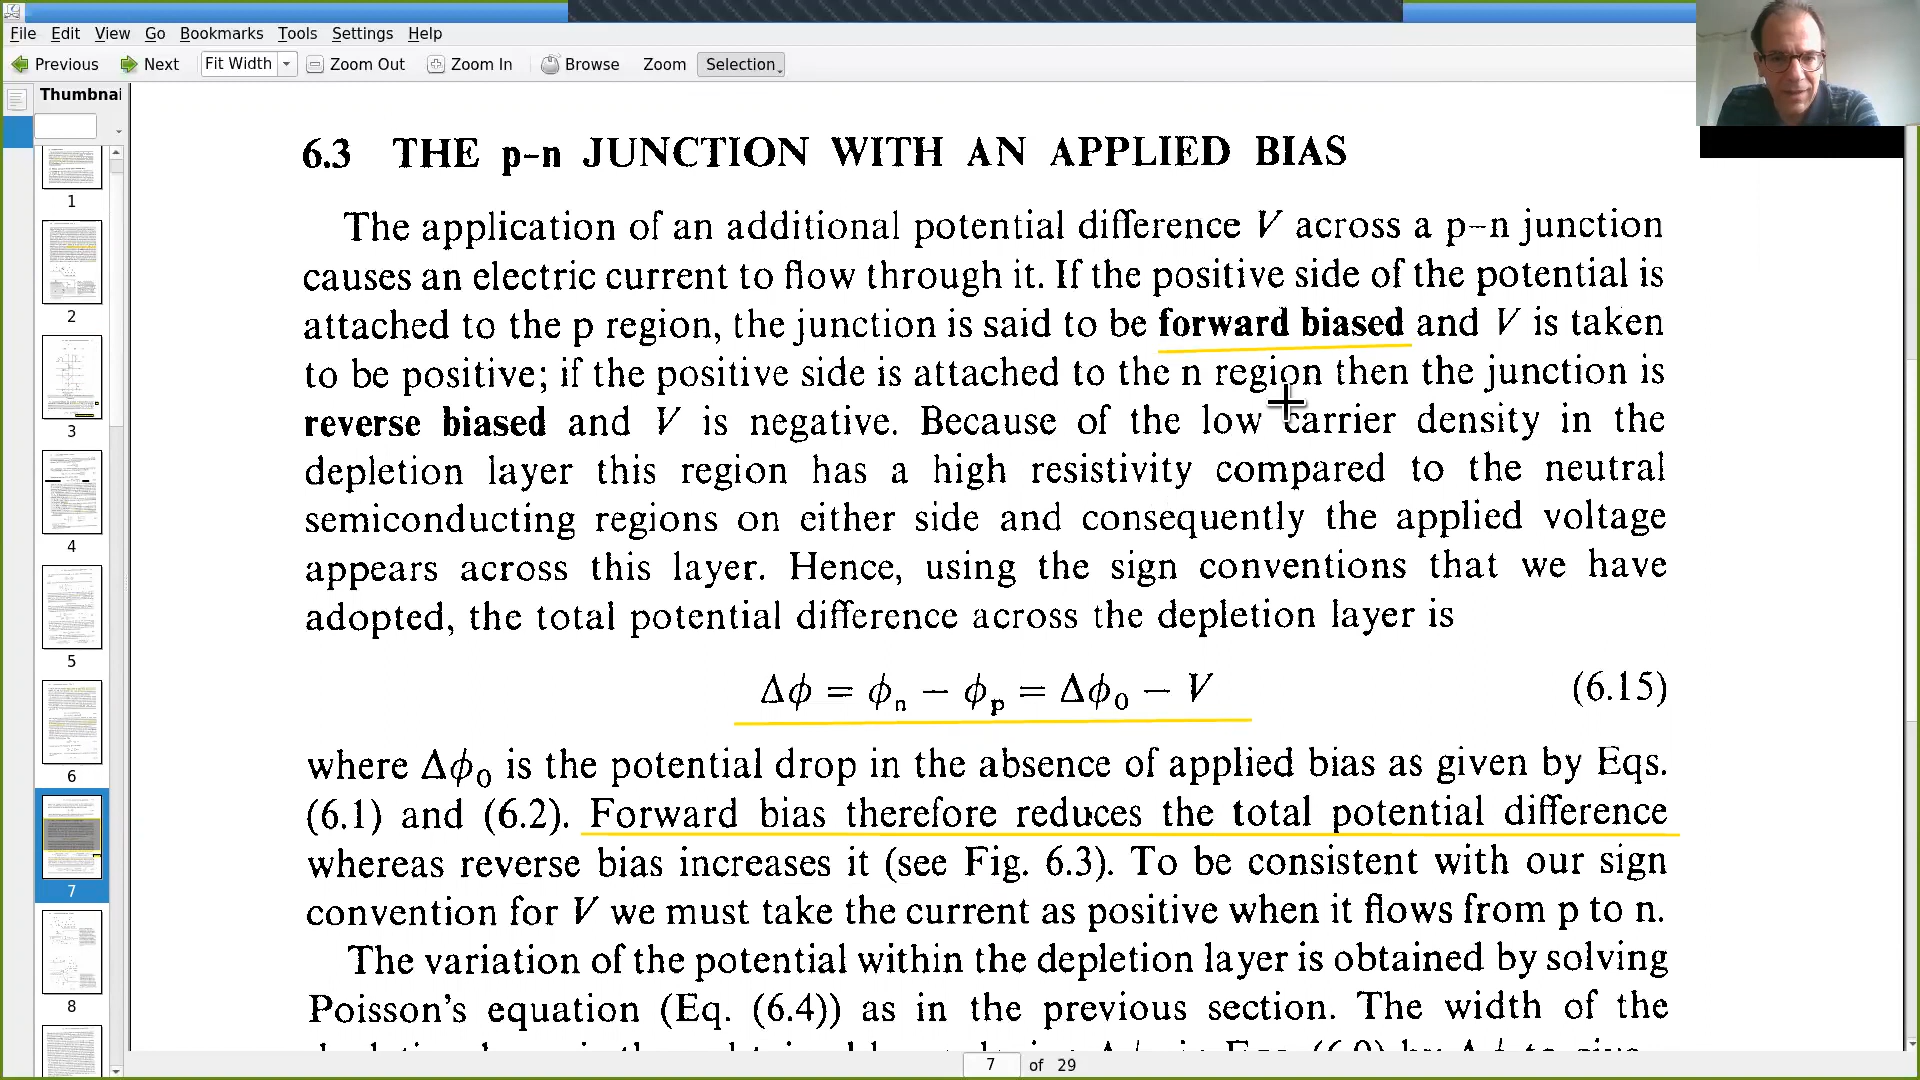 File Edit View Go Bookmarks Tools Settings Help
Previous Next Fit Width Zoom Out Zoom In Browse Zoom Selection
Thumbnai
1
2
3
4
5
6
7
8
6.3 THE p–n JUNCTION WITH AN APPLIED BIAS
The application of an additional potential difference V across a p–n junction
causes an electric current to flow through it. If the positive side of the potential is
attached to the p region, the junction is said to be forward biased and V is taken
to be positive; if the positive side is attached to the n region then the junction is
reverse biased and V is negative. Because of the low carrier density in the
depletion layer this region has a high resistivity compared to the neutral
semiconducting regions on either side and consequently the applied voltage
appears across this layer. Hence, using the sign conventions that we have
adopted, the total potential difference across the depletion layer is
Δϕ = ϕn − ϕp = Δϕ0 − V (6.15)
where Δϕ0 is the potential drop in the absence of applied bias as given by Eqs.
(6.1) and (6.2). Forward bias therefore reduces the total potential difference
whereas reverse bias increases it (see Fig. 6.3). To be consistent with our sign
convention for V we must take the current as positive when it flows from p to n.
The variation of the potential within the depletion layer is obtained by solving
Poisson's equation (Eq. (6.4)) as in the previous section. The width of the
7 of 29